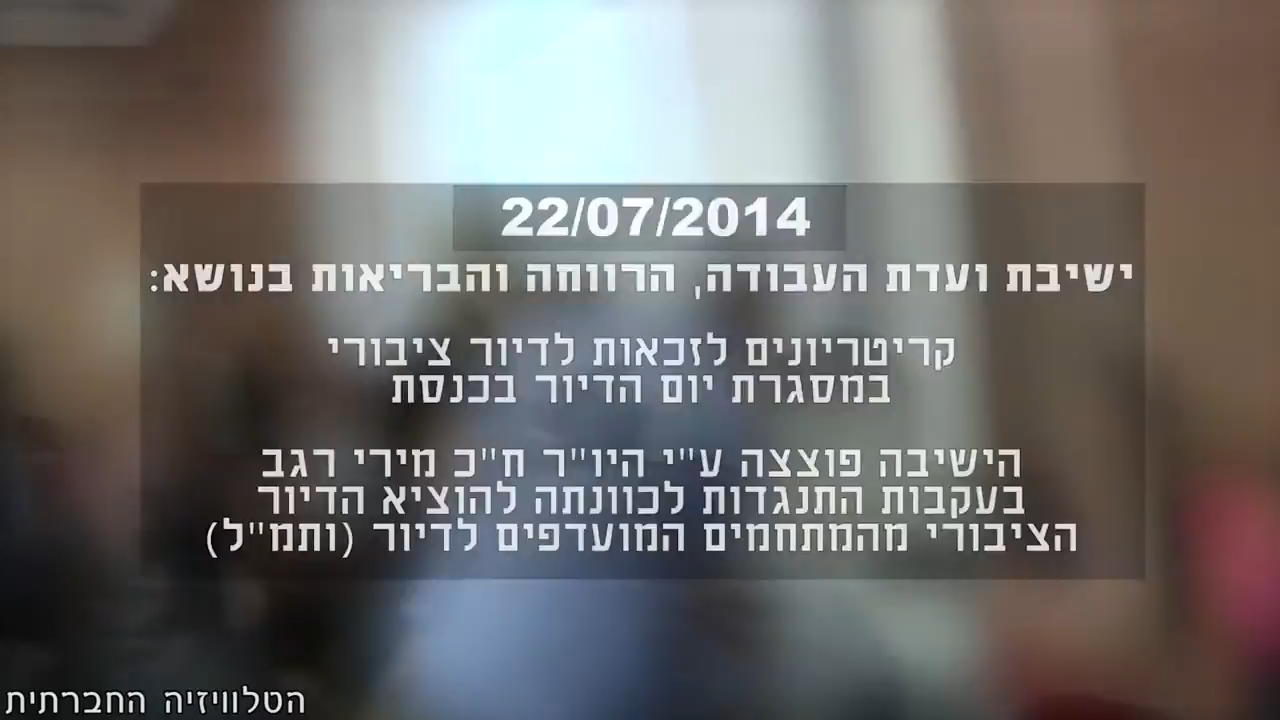 22/07/2014
ישיבת ועדת העבודה, הרווחה והבריאות בנושא:
קריטריונים לזכאות לדיור ציבורי
במסגרת יום הדיור בכנסת
הישיבה פוצצה ע"י היו"ר ח"כ מירי רגב
בעקבות התנגדות לכוונתה להוציא הדיור
הציבורי מהמתחמים המועדפים לדיור (ותמ"ל)
הטלוויזיה החברתית